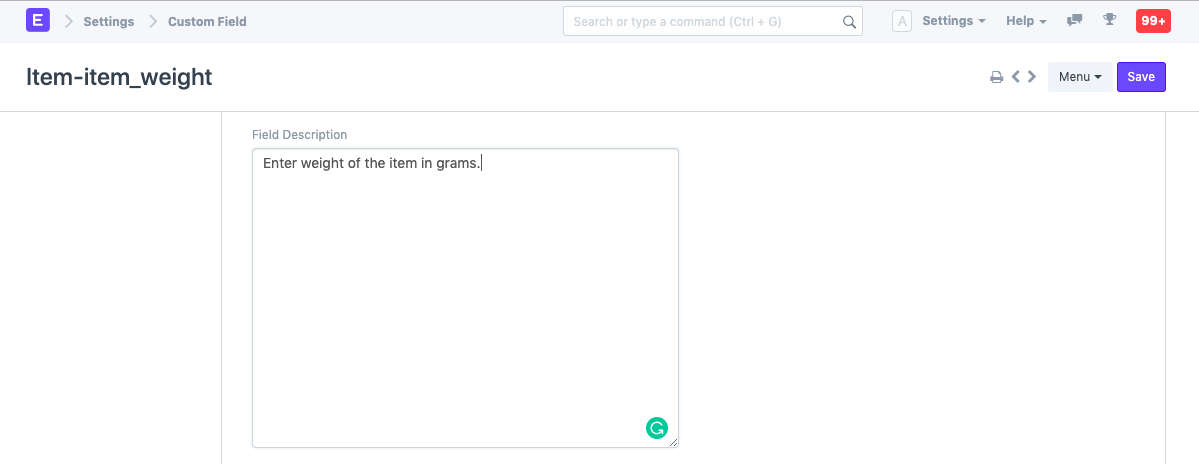 E Settings Custom Field Search or type a command (Ctrl + G) A Settings Help 99+
Item-item_weight Menu Save
Field Description
Enter weight of the item in grams.